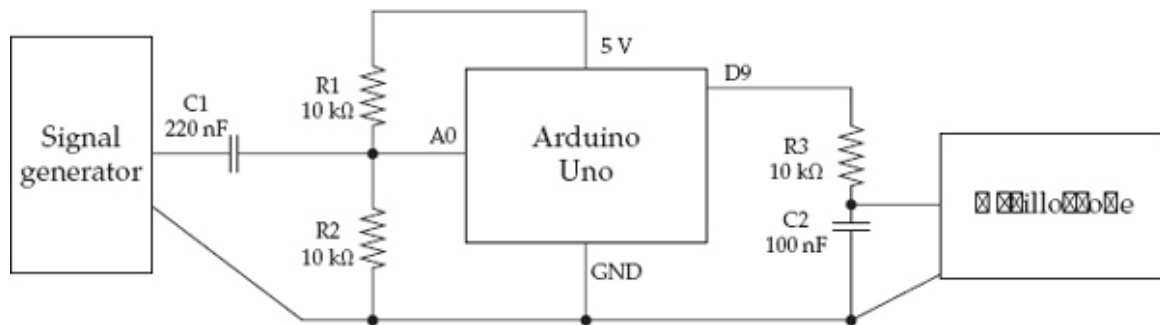 Signal
generator
C1
220 nF
R1
10 kΩ
R2
10 kΩ
A0
5 V
Arduino
Uno
GND
D9
R3
10 kΩ
C2
100 nF